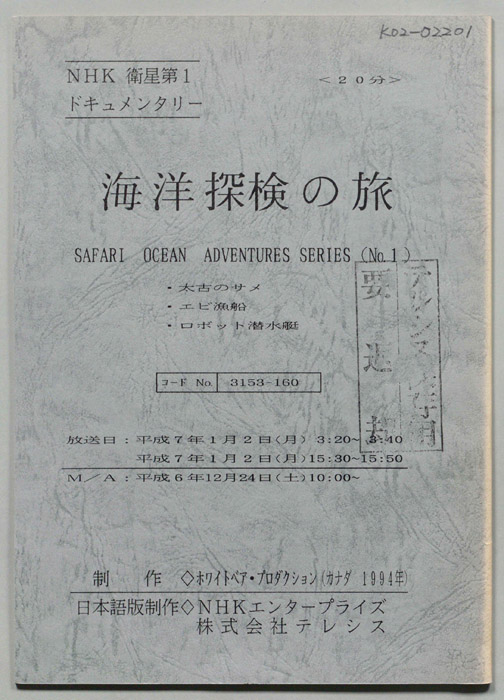 K02-02201
NHK 衛星第1
<20分>
ドキュメンタリー
海洋探検の旅
SAFARI OCEAN ADVENTURES SERIES (No.1)
・太古のサメ
・エビ漁船
・ロボット潜水艇
コード No. 3153-160
放送日：平成7年1月2日(月) 3:20~3:40
平成7年1月2日(月)15:30~15:50
M／A：平成6年12月24日(土)10:00~
制 作 ◇ホワイトベア・プロダクション(カナダ 1994年)
日本語版制作◇NHKエンタープライズ
株式会社テレシス
要返却